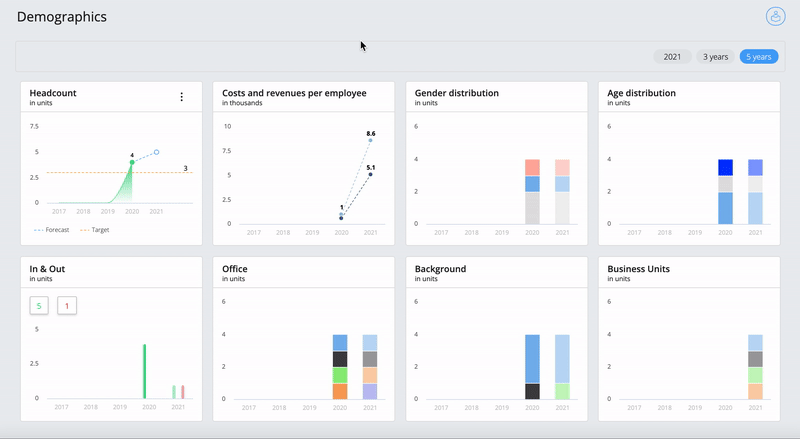 Demographics
2021 3 years 5 years
Headcount
in units
7.5
5
2.5
0
4
3
2017 2018 2019 2020 2021
Forecast Target
Costs and revenues per employee
in thousands
10
7.5
5
2.5
0
8.6
5.1
1
2017 2018 2019 2020 2021
Gender distribution
in units
6
4
2
0
2017 2018 2019 2020 2021
Age distribution
in units
6
4
2
0
2017 2018 2019 2020 2021
In & Out
in units
5 1
5
2.5
0
2017 2018 2019 2020 2021
Office
in units
6
4
2
0
2017 2018 2019 2020 2021
Background
in units
6
4
2
0
2017 2018 2019 2020 2021
Business Units
in units
6
4
2
0
2017 2018 2019 2020 2021